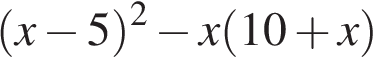 (x − 5)² − x(10 + x)